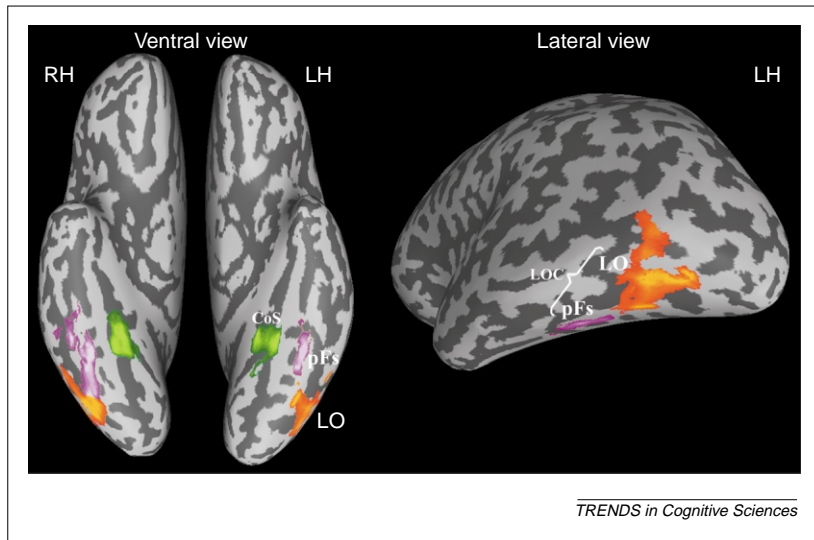 Ventral view
Lateral view
RH
LH
LH
CoS
pFs
LO
LOC
LO
pFs
TRENDS in Cognitive Sciences